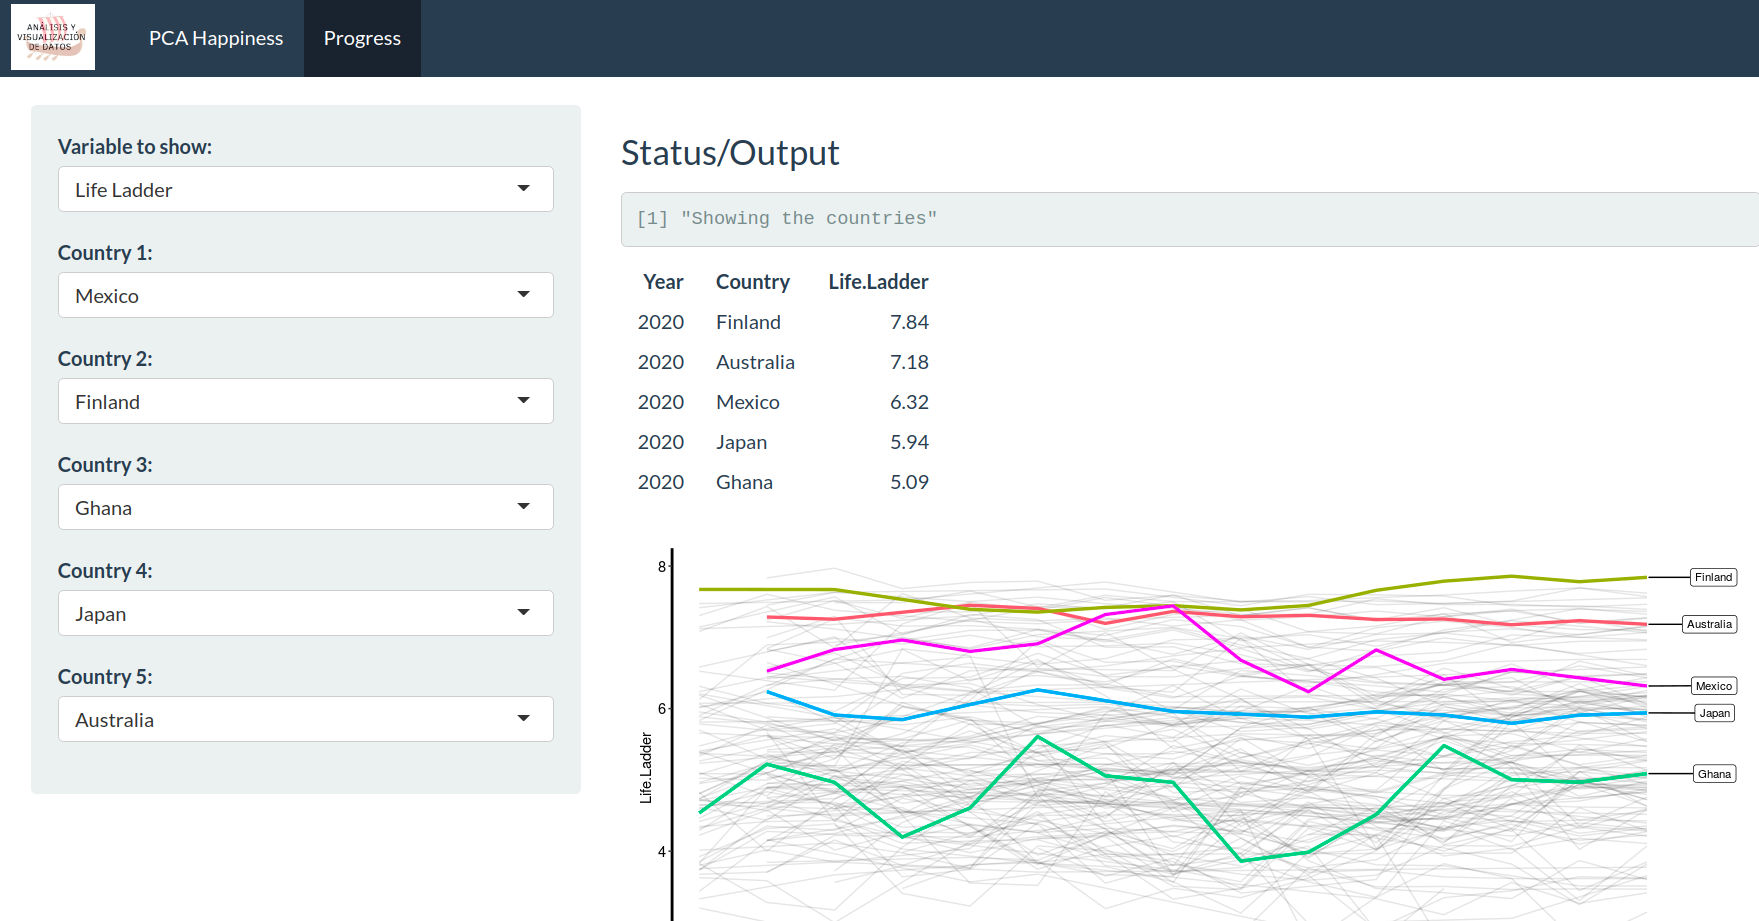 ANÁLISIS Y
VISUALIZACIÓN
DE DATOS
PCA Happiness
Progress
Variable to show:
Life Ladder
Country 1:
Mexico
Country 2:
Finland
Country 3:
Ghana
Country 4:
Japan
Country 5:
Australia
Status/Output
[1] "Showing the countries"
Year Country Life.Ladder
2020 Finland 7.84
2020 Australia 7.18
2020 Mexico 6.32
2020 Japan 5.94
2020 Ghana 5.09
8
6
4
Life.Ladder
Finland
Australia
Mexico
Japan
Ghana